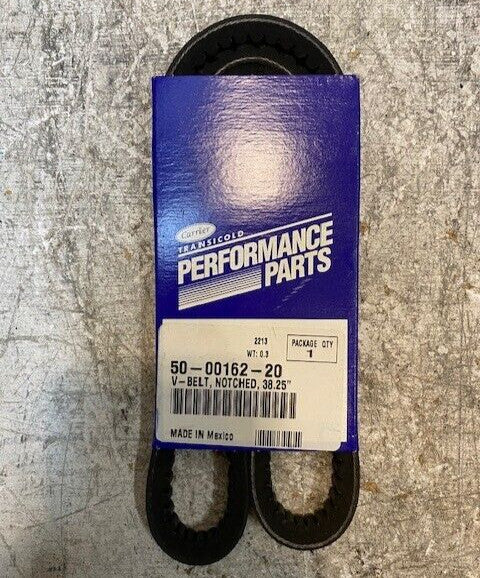 Carrier
TRANSICOLD
PERFORMANCE
PARTS
2213
PACKAGE QTY
WT: 0.3
1
50-00162-20
V-BELT, NOTCHED, 38.25"
MADE IN Mexico